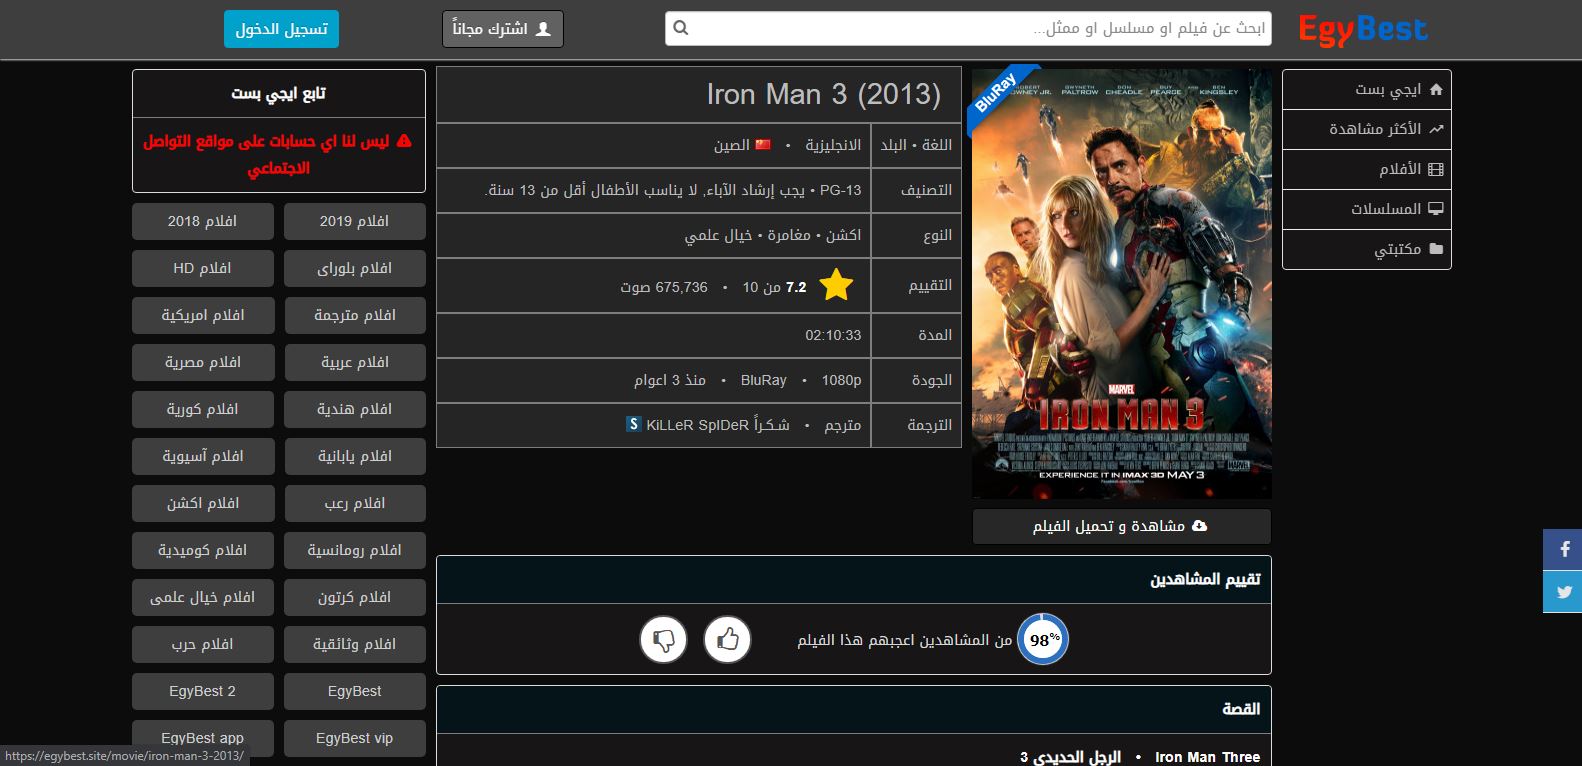 EgyBest
ابحث عن فيلم او مسلسل او ممثل...
اشترك مجاناً
تسجيل الدخول
ايجي بست
الأكثر مشاهدة
الأفلام
المسلسلات
مكتبتي
BluRay
GWYNETH PALTROW
DON CHEADLE
GUY PEARCE
AND BEN KINGSLEY
MARVEL
IRON MAN 3
EXPERIENCE IT IN IMAX 3D MAY 3
مشاهدة و تحميل الفيلم
Iron Man 3 (2013)
اللغة • البلد
الانجليزية • الصين
التصنيف
PG-13 • يجب إرشاد الآباء, لا يناسب الأطفال أقل من 13 سنة.
النوع
اكشن • مغامرة • خيال علمي
التقييم
7.2 من 10 • 675,736 صوت
المدة
02:10:33
الجودة
1080p • BluRay • منذ 3 اعوام
الترجمة
مترجم • شـكـراً KiLLeR SpIDeR S
تقييم المشاهدين
98% من المشاهدين اعجبهم هذا الفيلم
القصة
Iron Man Three • الرجل الحديدي 3
تابع ايجي بست
ليس لنا اي حسابات على مواقع التواصل
الاجتماعي
افلام 2019
افلام 2018
افلام بلوراى
افلام HD
افلام مترجمة
افلام امريكية
افلام عربية
افلام مصرية
افلام هندية
افلام كورية
افلام يابانية
افلام آسيوية
افلام رعب
افلام اكشن
افلام رومانسية
افلام كوميدية
افلام كرتون
افلام خيال علمى
افلام وثائقية
افلام حرب
EgyBest
EgyBest 2
EgyBest vip
EgyBest app
https://egybest.site/movie/iron-man-3-2013/